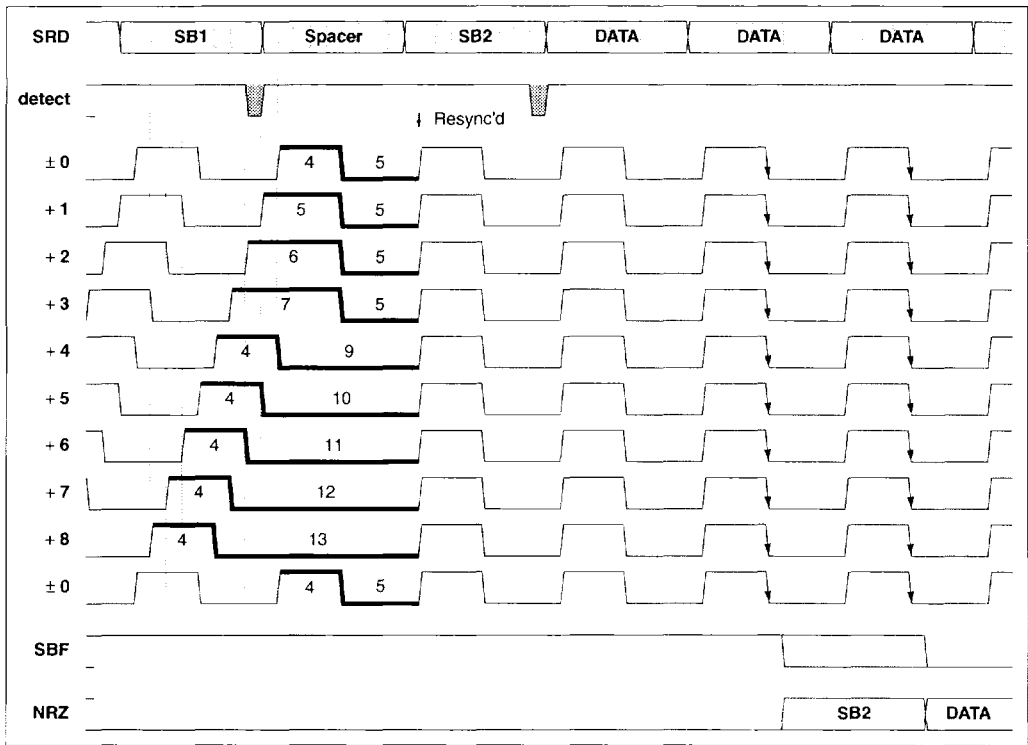 SRD SB1 Spacer SB2 DATA DATA DATA
detect
Resync'd
± 0 4 5
+ 1 5 5
+ 2 6 5
+ 3 7 5
+ 4 4 9
+ 5 4 10
+ 6 4 11
+ 7 4 12
+ 8 4 13
± 0 4 5
SBF
NRZ SB2 DATA